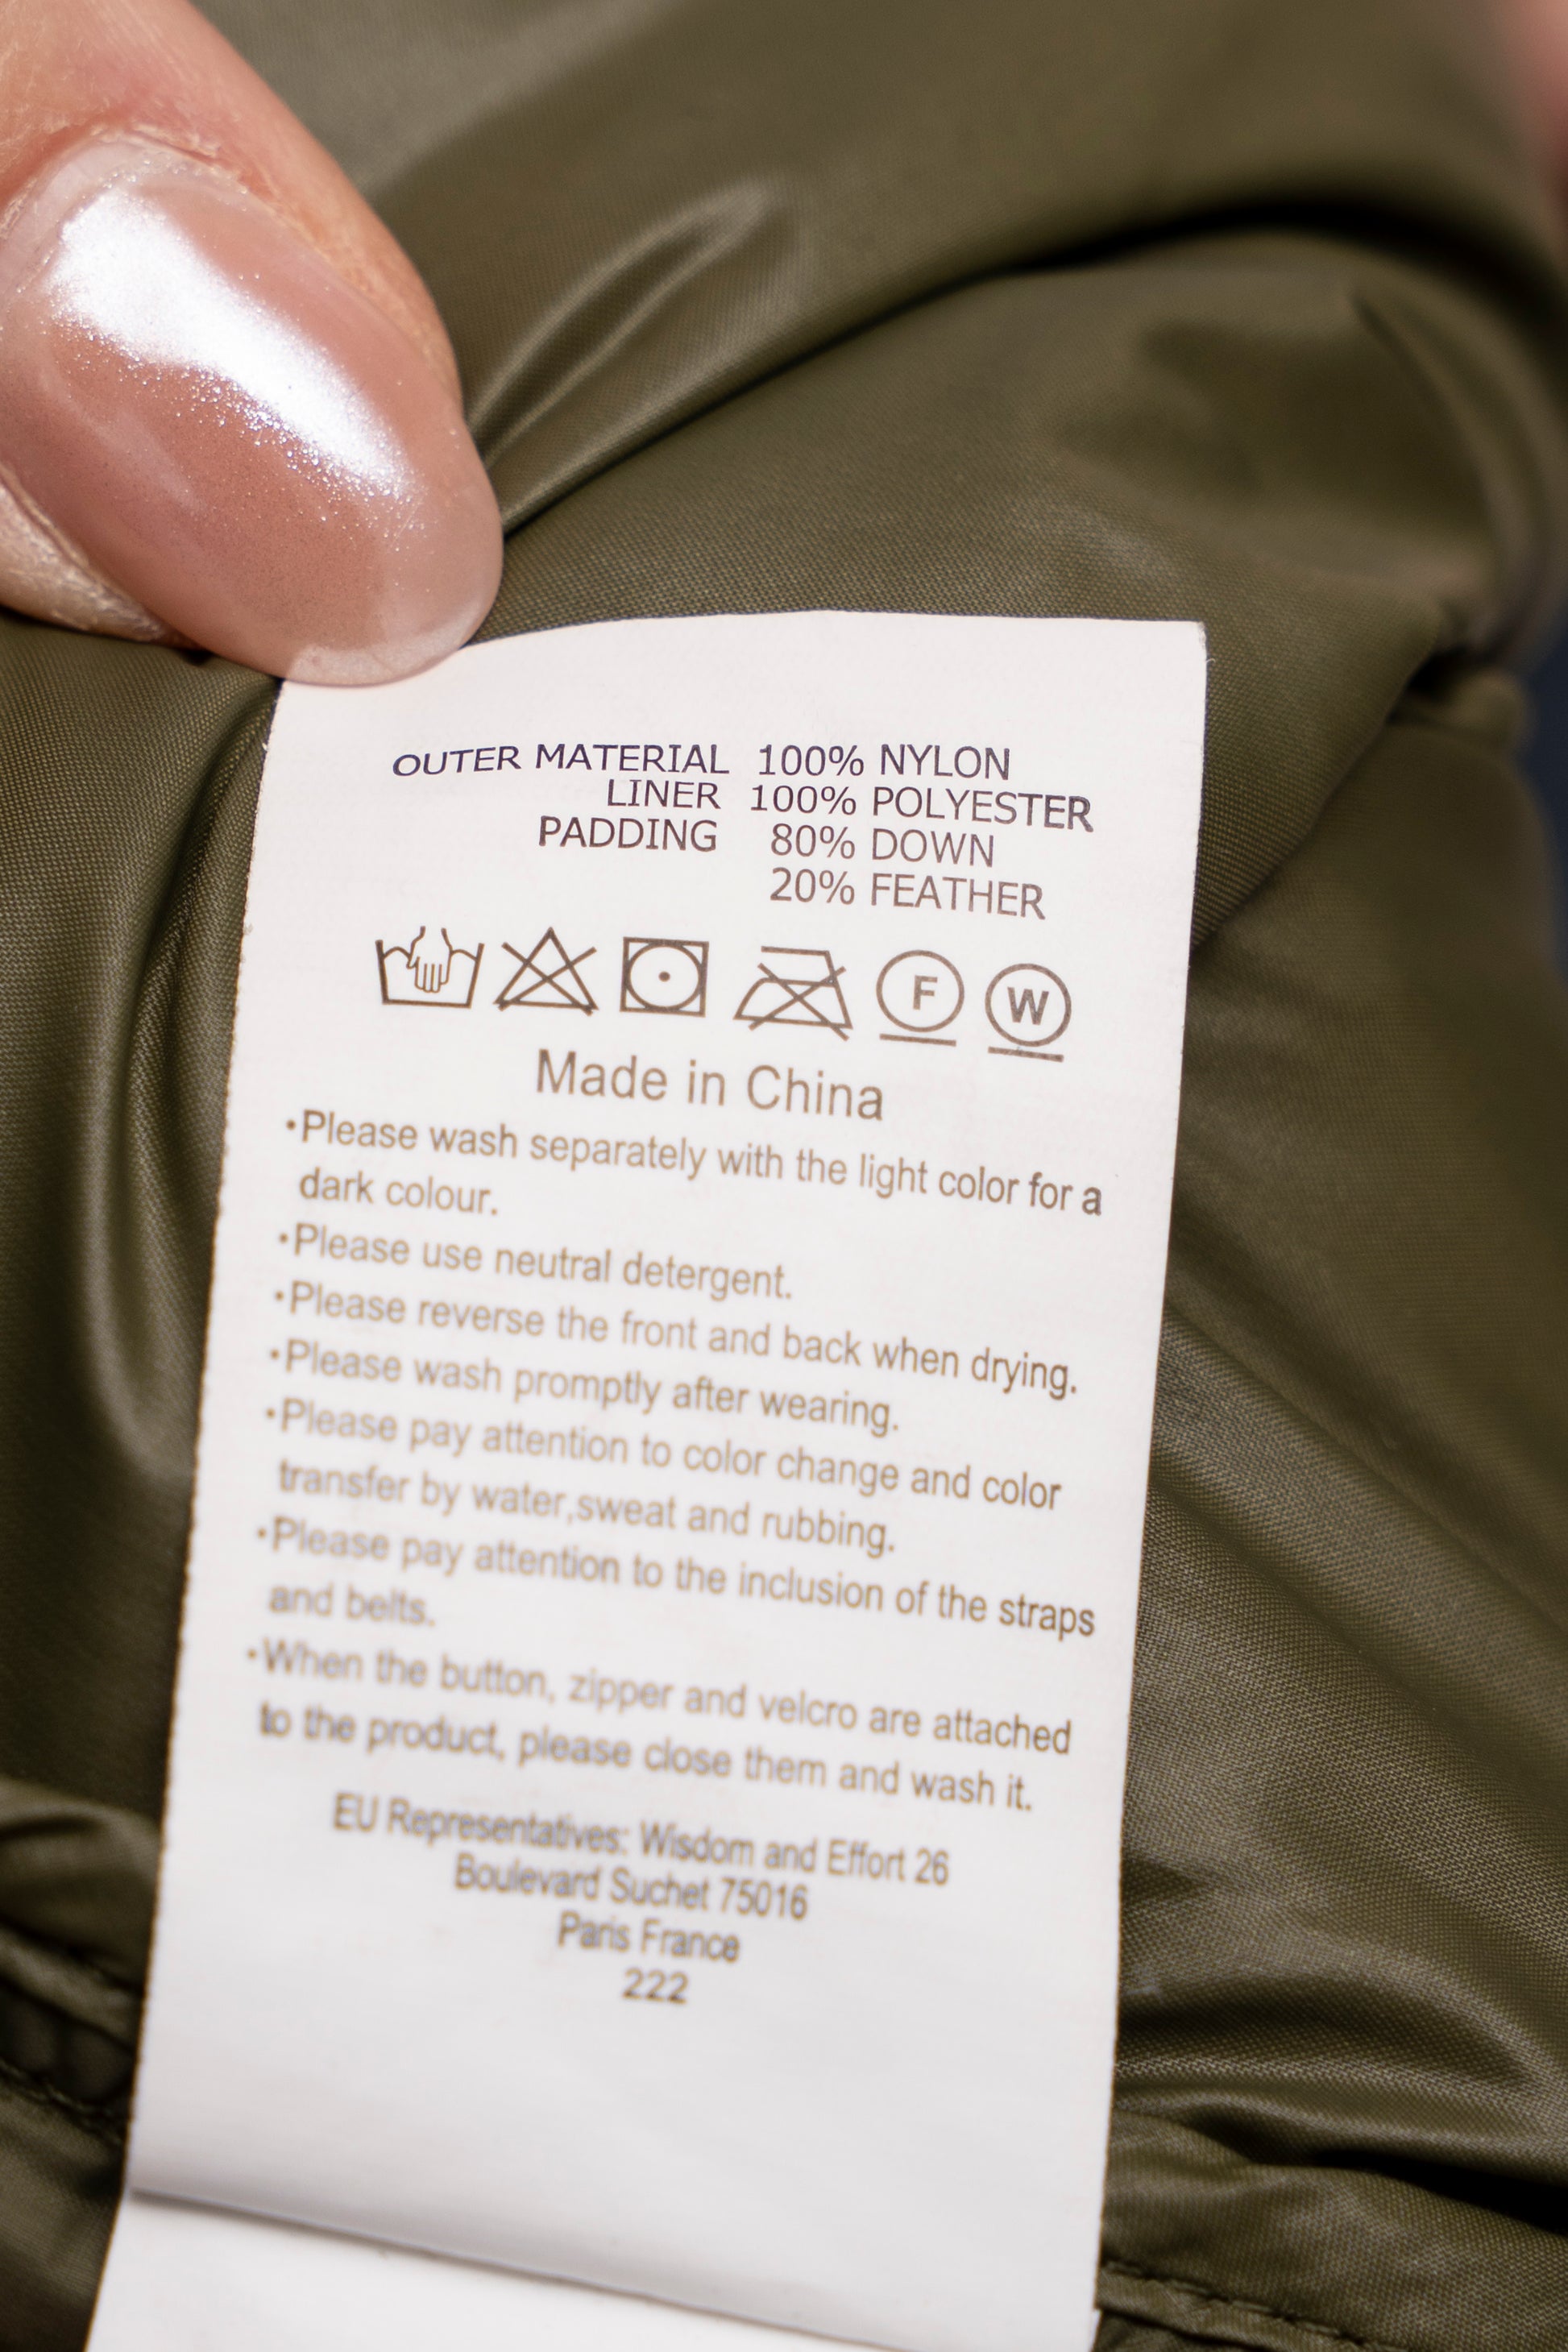 OUTER MATERIAL 100% NYLON
LINER 100% POLYESTER
PADDING 80% DOWN
20% FEATHER
F W
Made in China
•Please wash separately with the light color for a
dark colour.
•Please use neutral detergent.
•Please reverse the front and back when drying.
•Please wash promptly after wearing.
•Please pay attention to color change and color
transfer by water,sweat and rubbing.
•Please pay attention to the inclusion of the straps
and belts.
•When the button, zipper and velcro are attached
to the product, please close them and wash it.
EU Representatives: Wisdom and Effort 26
Boulevard Suchet 75016
Paris France
222